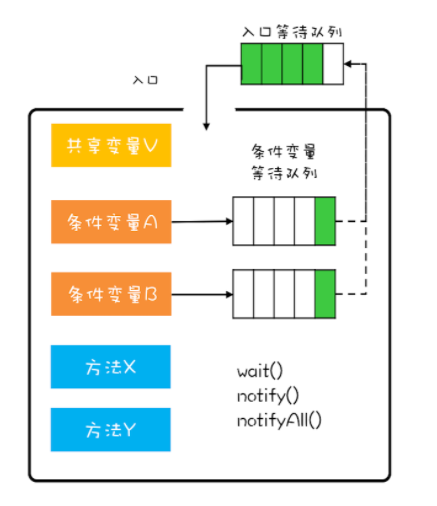 入口等待队列
入口
共享变量V
条件变量
等待队列
条件变量A
条件变量B
方法X
wait()
notify()
notifyAll()
方法Y